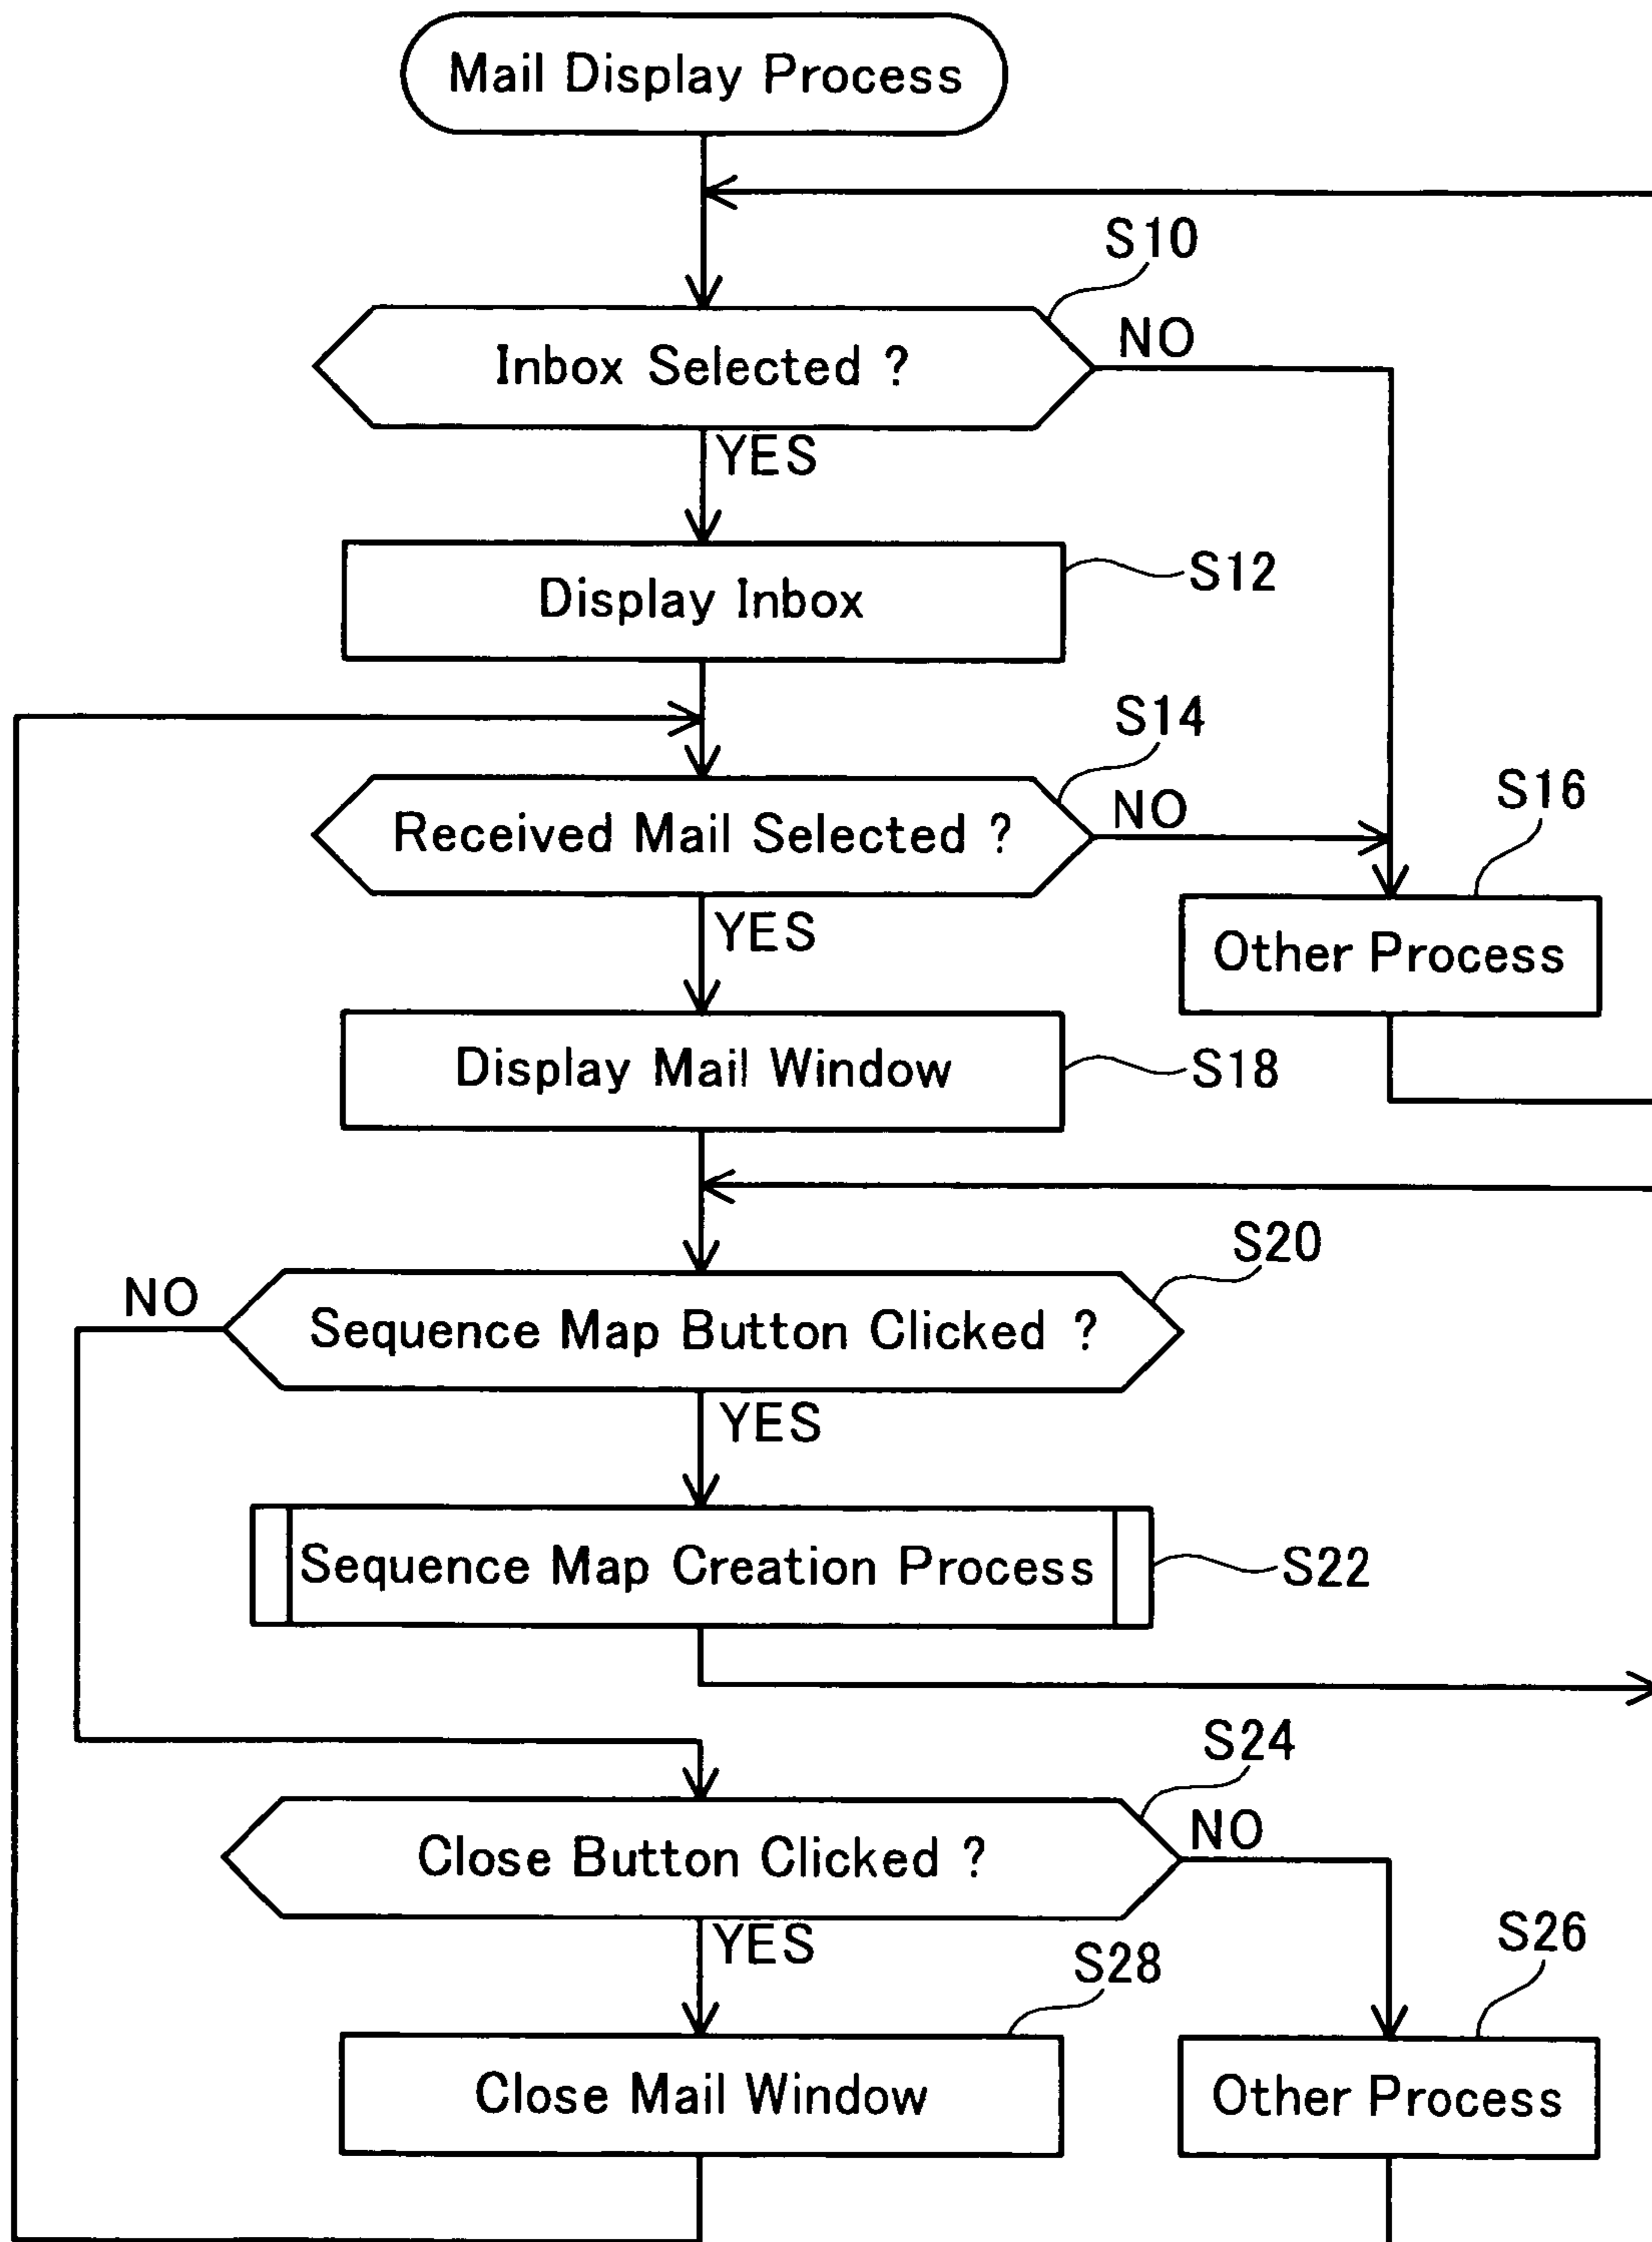 Mail Display Process
S10
Inbox Selected ?
NO
YES
Display Inbox
S12
S14
Received Mail Selected ?
NO
S16
YES
Other Process
Display Mail Window
S18
S20
NO
Sequence Map Button Clicked ?
YES
Sequence Map Creation Process
S22
S24
Close Button Clicked ?
NO
YES
S28
S26
Close Mail Window
Other Process